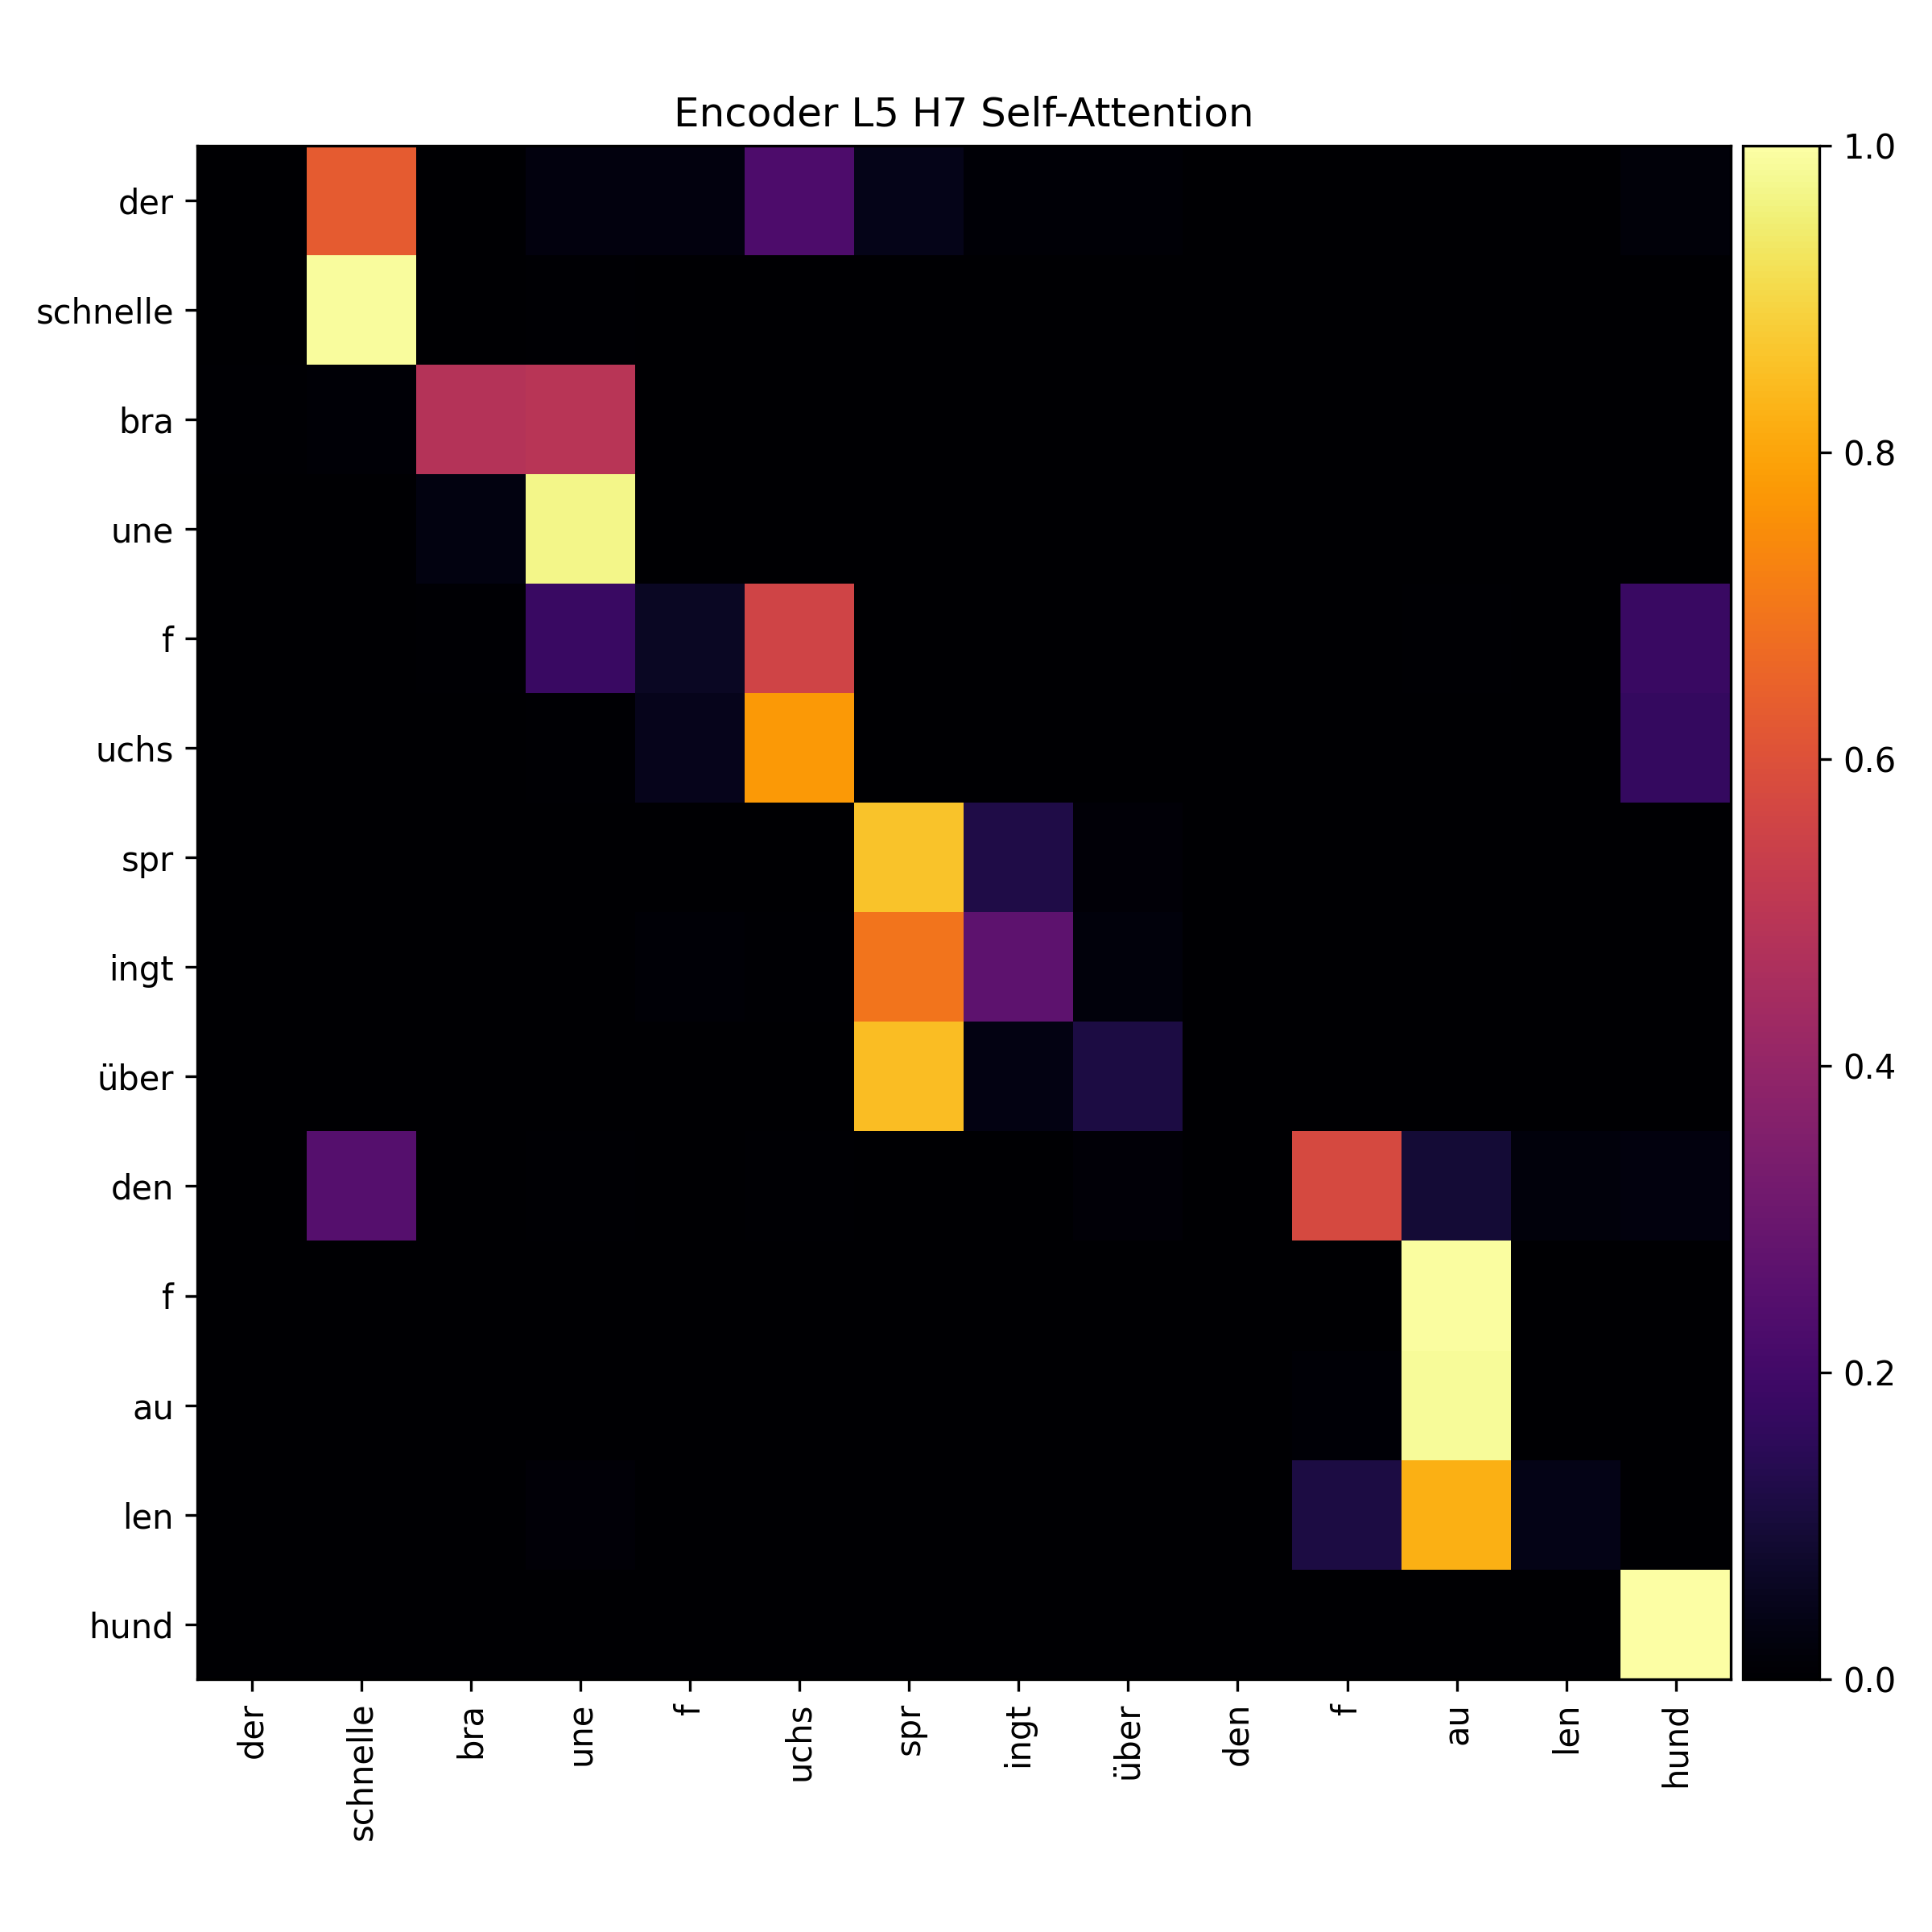 Encoder L5 H7 Self-Attention
der
schnelle
bra
une
f
uchs
spr
ingt
über
den
f
au
len
hund
der
schnelle
bra
une
f
uchs
spr
ingt
über
den
f
au
len
hund
1.0
0.8
0.6
0.4
0.2
0.0